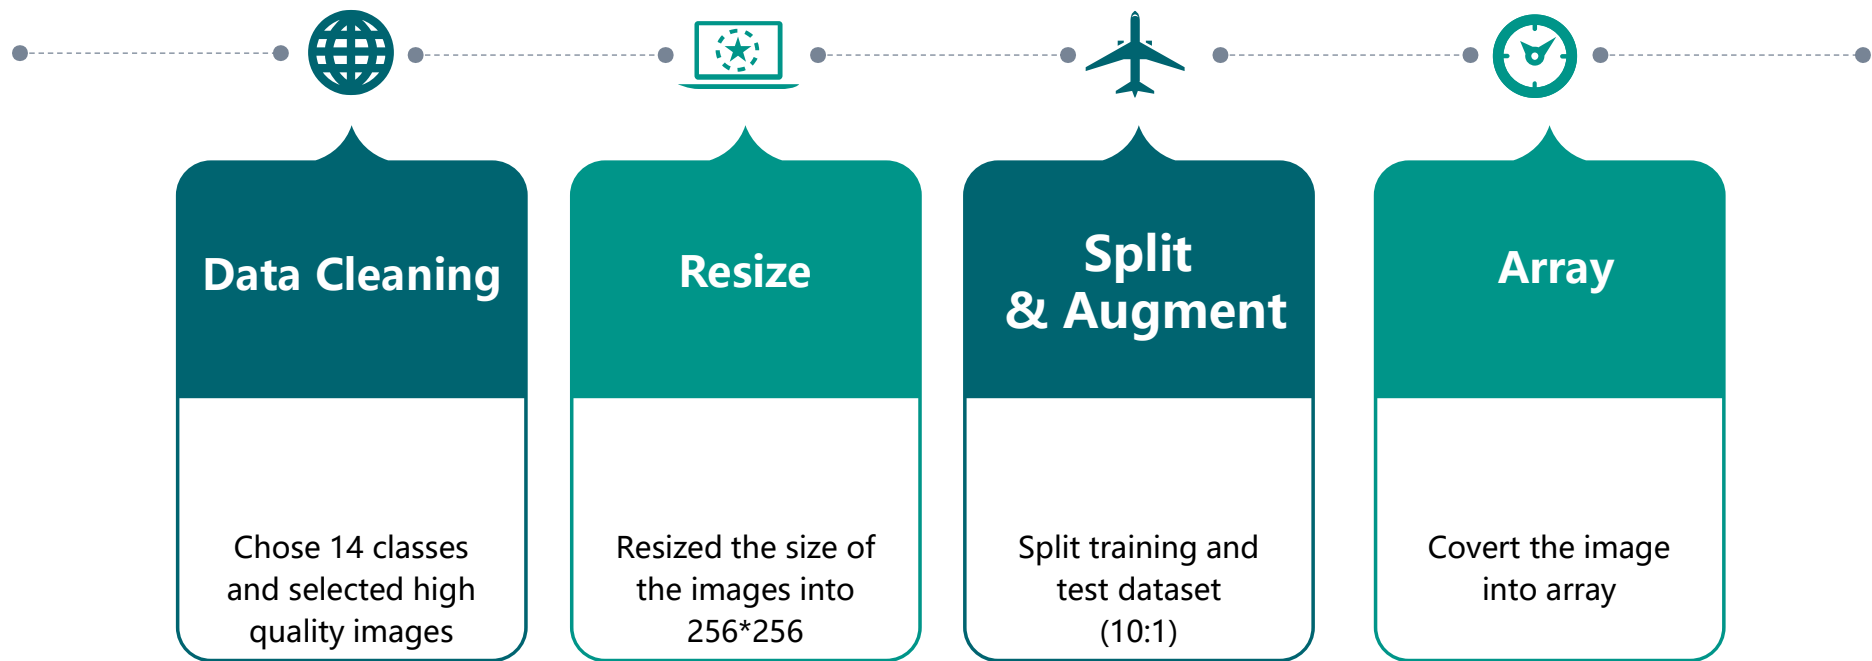 Data Cleaning
Chose 14 classes
and selected high
quality images
Resize
Resized the size of
the images into
256*256
Split
& Augment
Split training and
test dataset
(10:1)
Array
Covert the image
into array